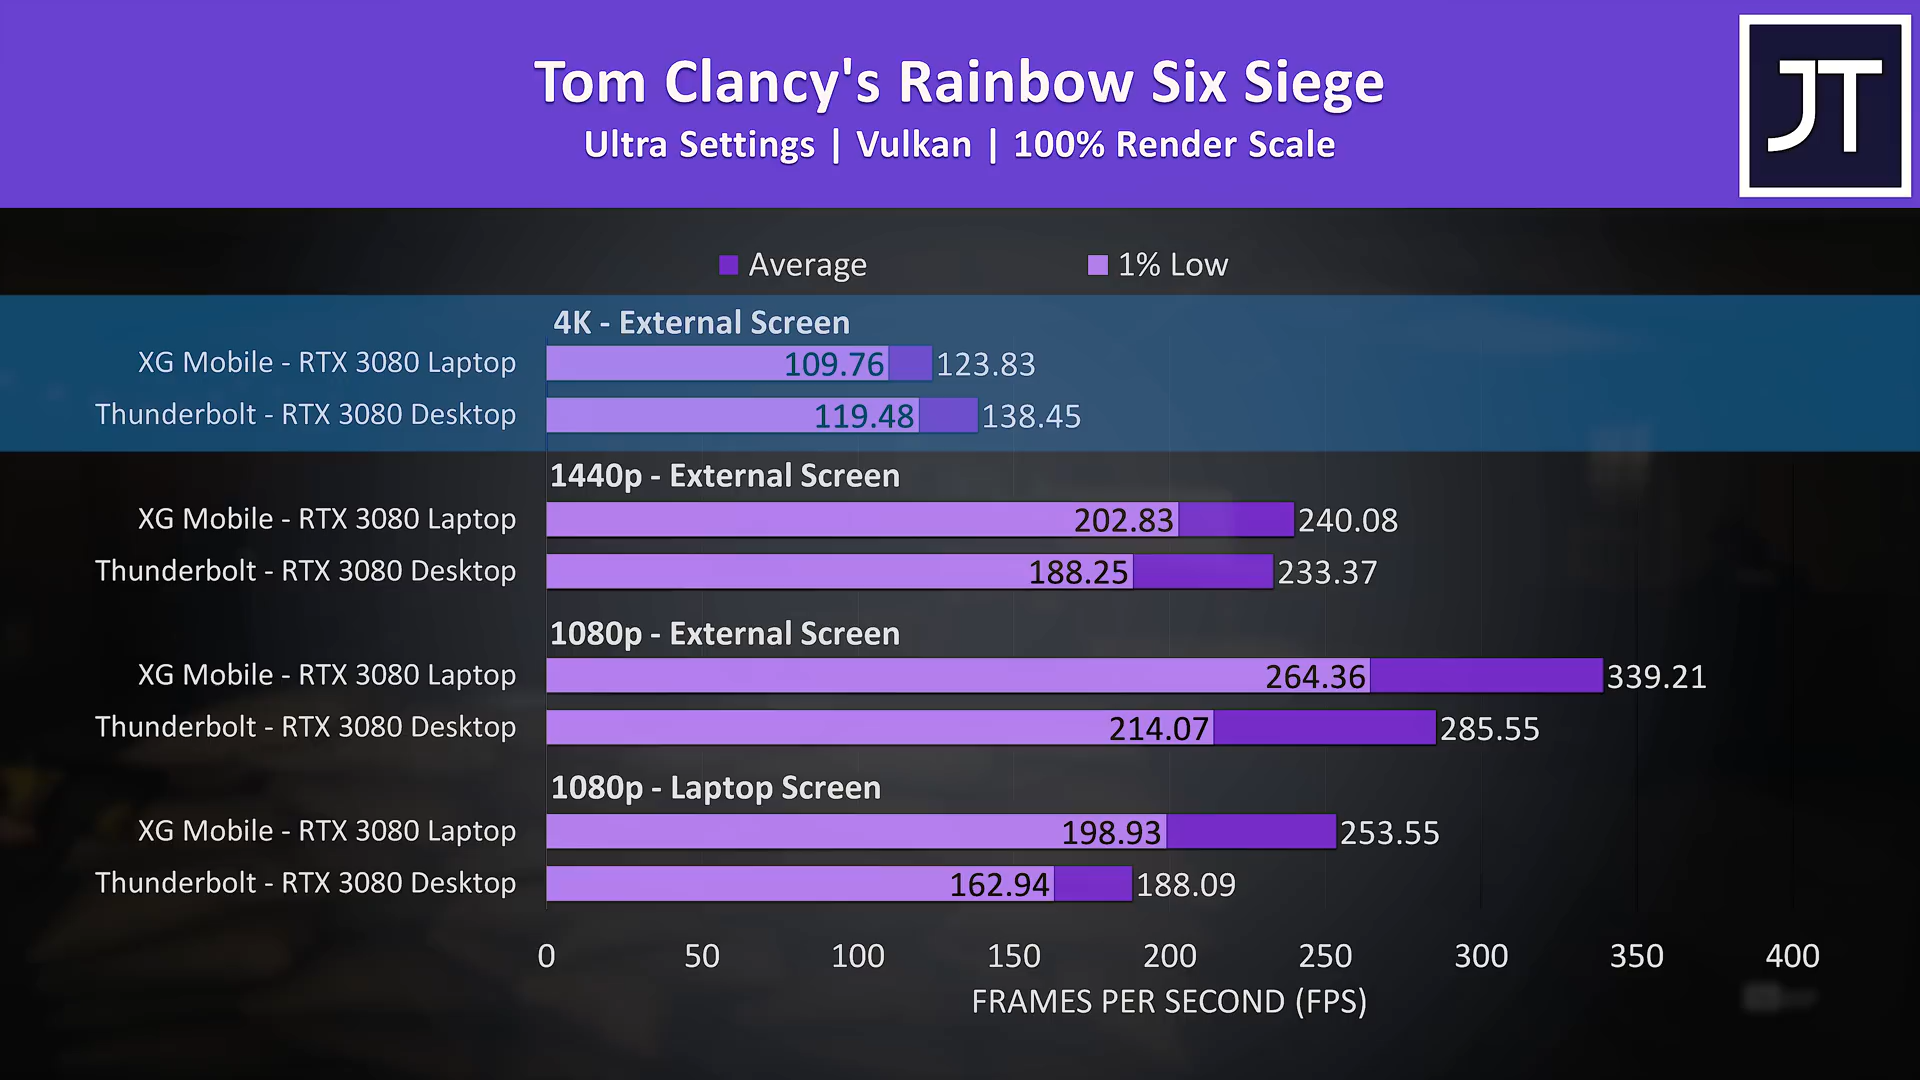 Tom Clancy's Rainbow Six Siege
Ultra Settings | Vulkan | 100% Render Scale
JT
Average 1% Low
4K - External Screen
XG Mobile - RTX 3080 Laptop 109.76 123.83
Thunderbolt - RTX 3080 Desktop 119.48 138.45
1440p - External Screen
XG Mobile - RTX 3080 Laptop 202.83 240.08
Thunderbolt - RTX 3080 Desktop 188.25 233.37
1080p - External Screen
XG Mobile - RTX 3080 Laptop 264.36 339.21
Thunderbolt - RTX 3080 Desktop 214.07 285.55
1080p - Laptop Screen
XG Mobile - RTX 3080 Laptop 198.93 253.55
Thunderbolt - RTX 3080 Desktop 162.94 188.09
0 50 100 150 200 250 300 350 400
FRAMES PER SECOND (FPS)